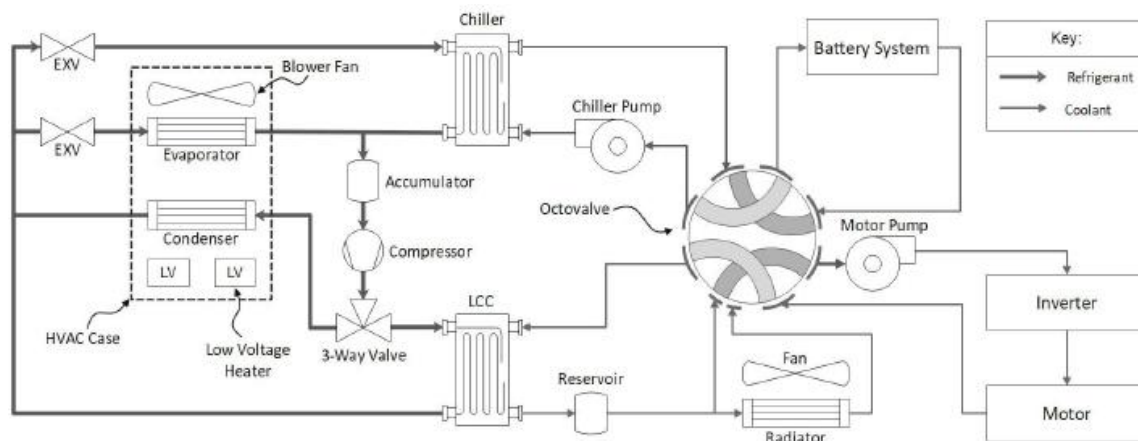 Chiller
EXV
Blower Fan
Battery System
Key:
Refrigerant
Coolant
Chiller Pump
EXV
Evaporator
Accumulator
Octovalve
Motor Pump
Condenser
Compressor
LV
LV
LCC
Inverter
HVAC Case
Low Voltage
Heater
3-Way Valve
Reservoir
Fan
Radiator
Motor